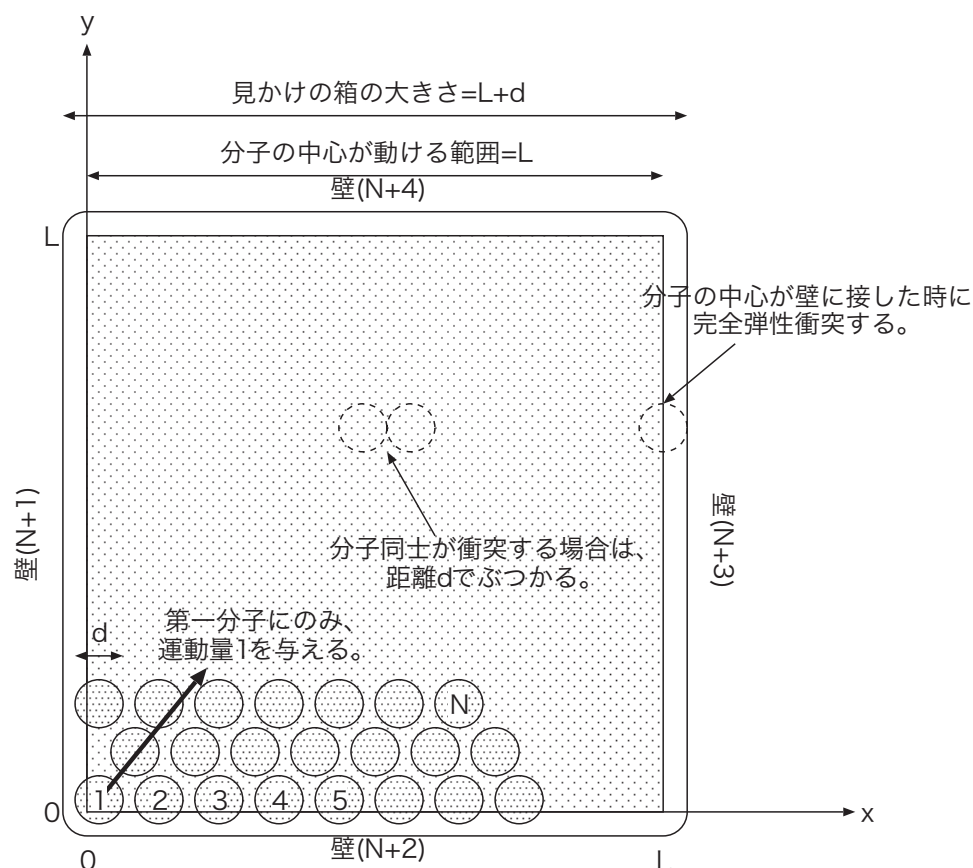 y
見かけの箱の大きさ=L+d
分子の中心が動ける範囲=L
壁(N+4)
L
分子の中心が壁に接した時に
完全弾性衝突する。
壁(N+1)
壁(N+3)
分子同士が衝突する場合は、
距離dでぶつかる。
第一分子にのみ、
運動量1を与える。
d
N
1 2 3 4 5
0
x
壁(N+2)
0
L